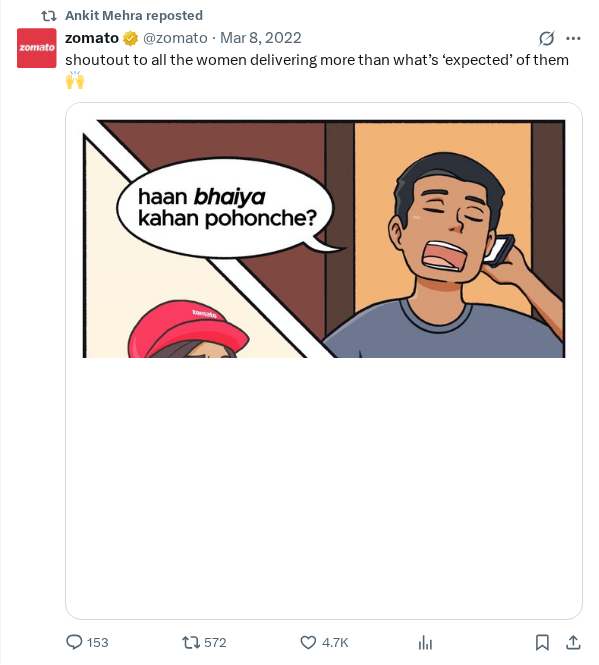 Ankit Mehra reposted
zomato
zomato @zomato · Mar 8, 2022
shoutout to all the women delivering more than what's ‘expected’ of them
🙌
haan bhaiya
kahan pohonche?
zomato
153 572 4.7K